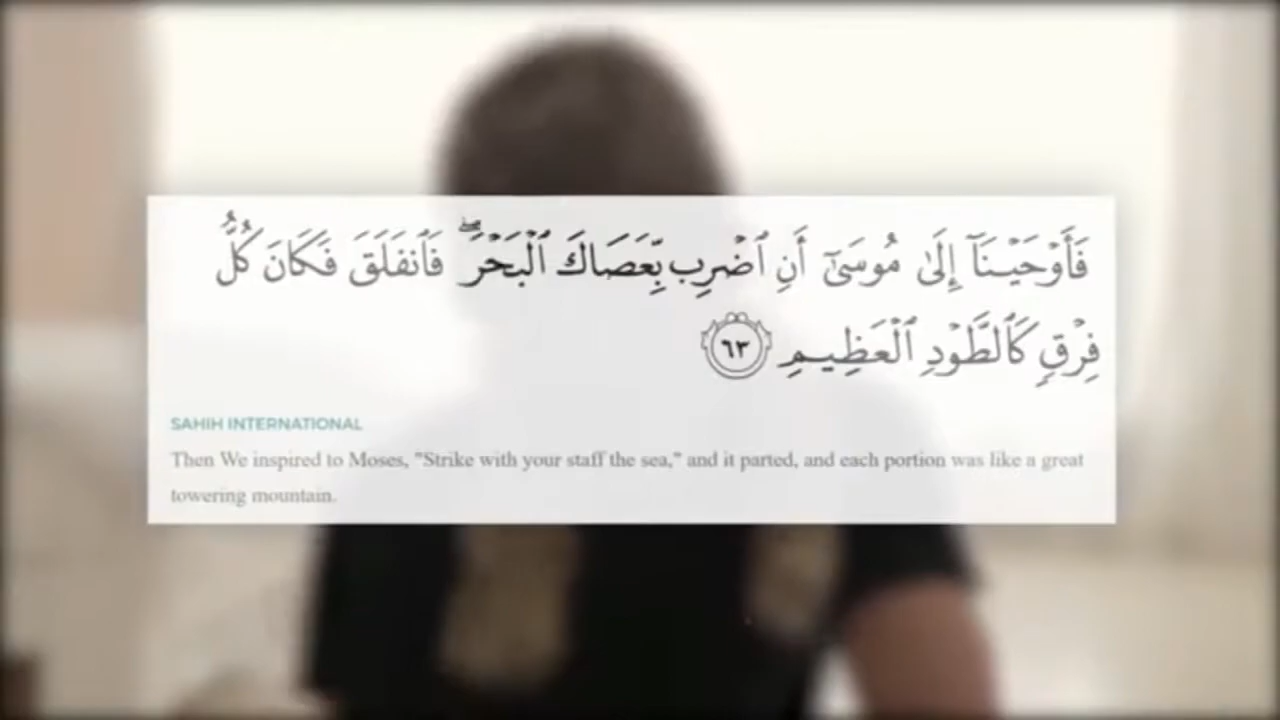 فَأَوْحَيْنَآ إِلَىٰ مُوسَىٰٓ أَنِ ٱضْرِب بِّعَصَاكَ ٱلْبَحْرَ ۖ فَٱنفَلَقَ فَكَانَ كُلُّ
فِرْقٍ كَٱلطَّوْدِ ٱلْعَظِيمِ ٦٣
SAHIH INTERNATIONAL
Then We inspired to Moses, "Strike with your staff the sea," and it parted, and each portion was like a great
towering mountain.